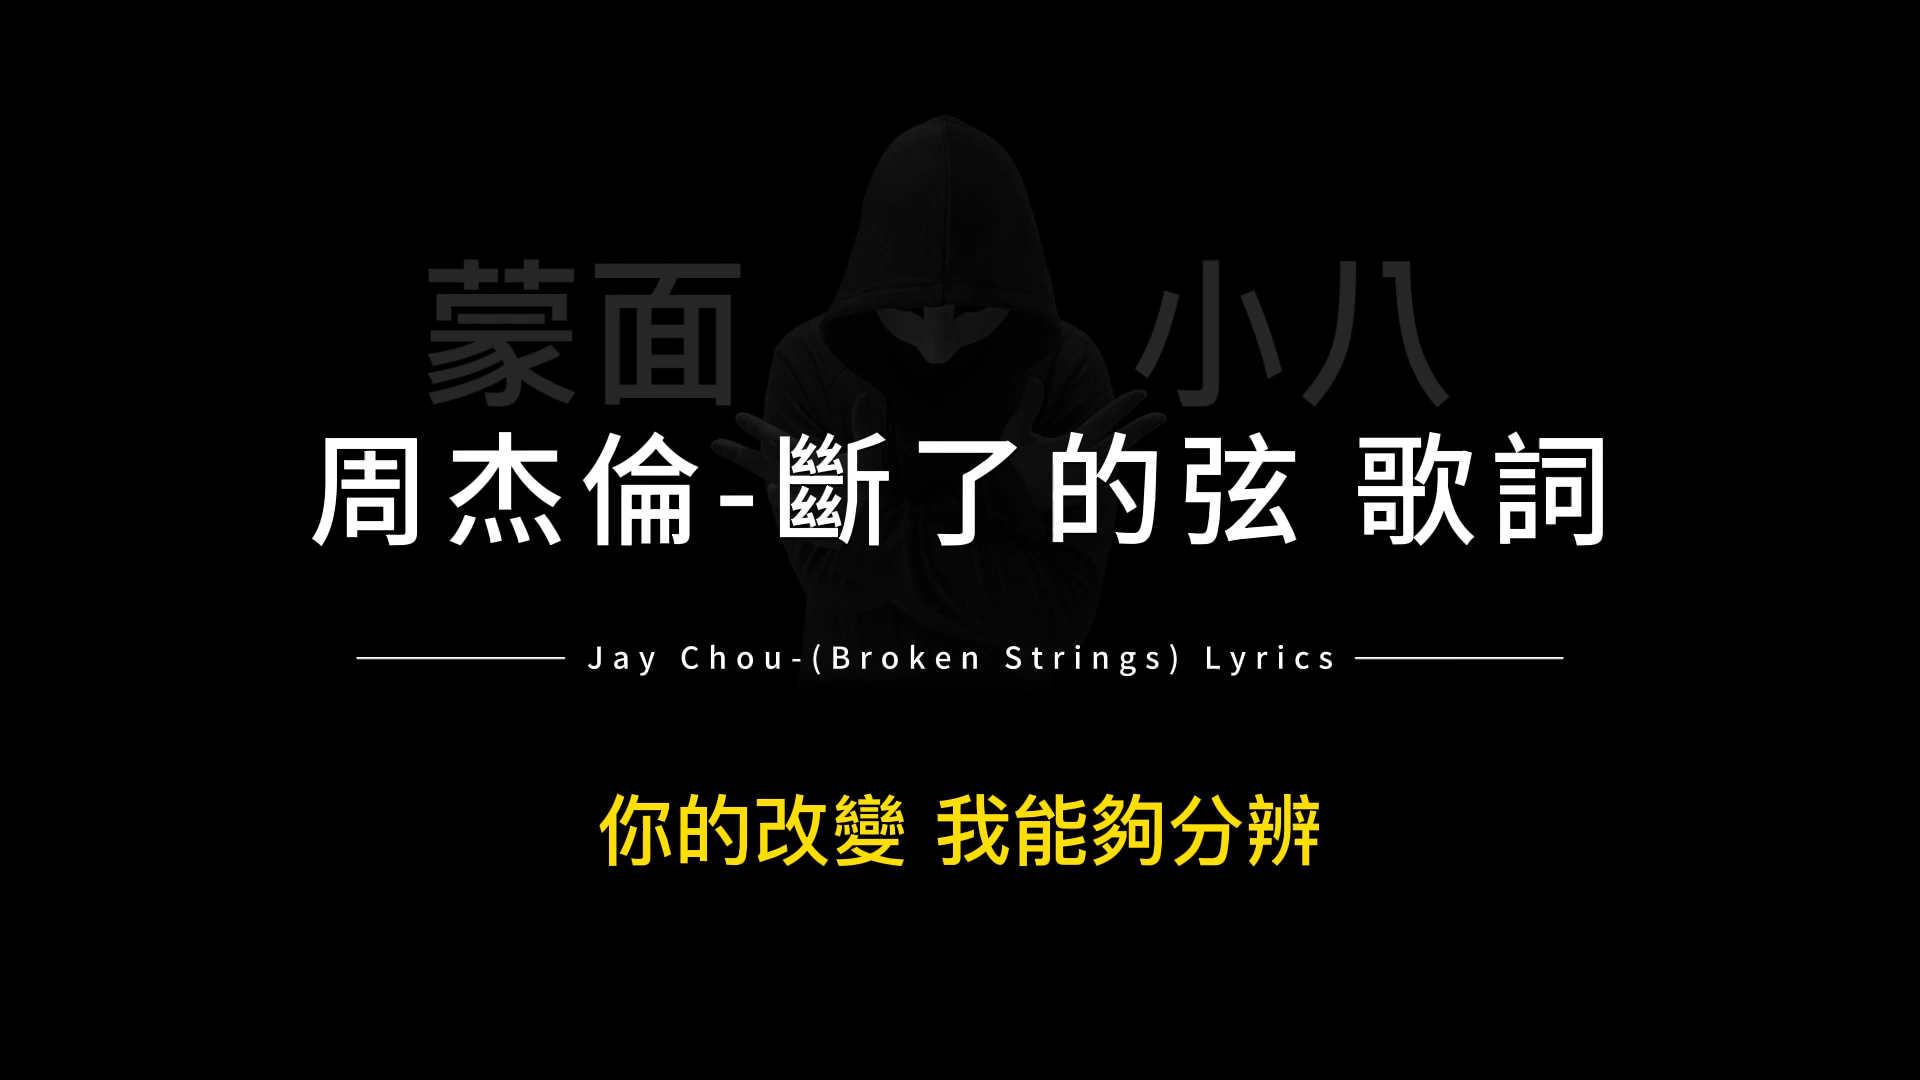 蒙面 小八
周杰倫-斷了的弦 歌詞
Jay Chou-(Broken Strings) Lyrics
你的改變 我能夠分辨